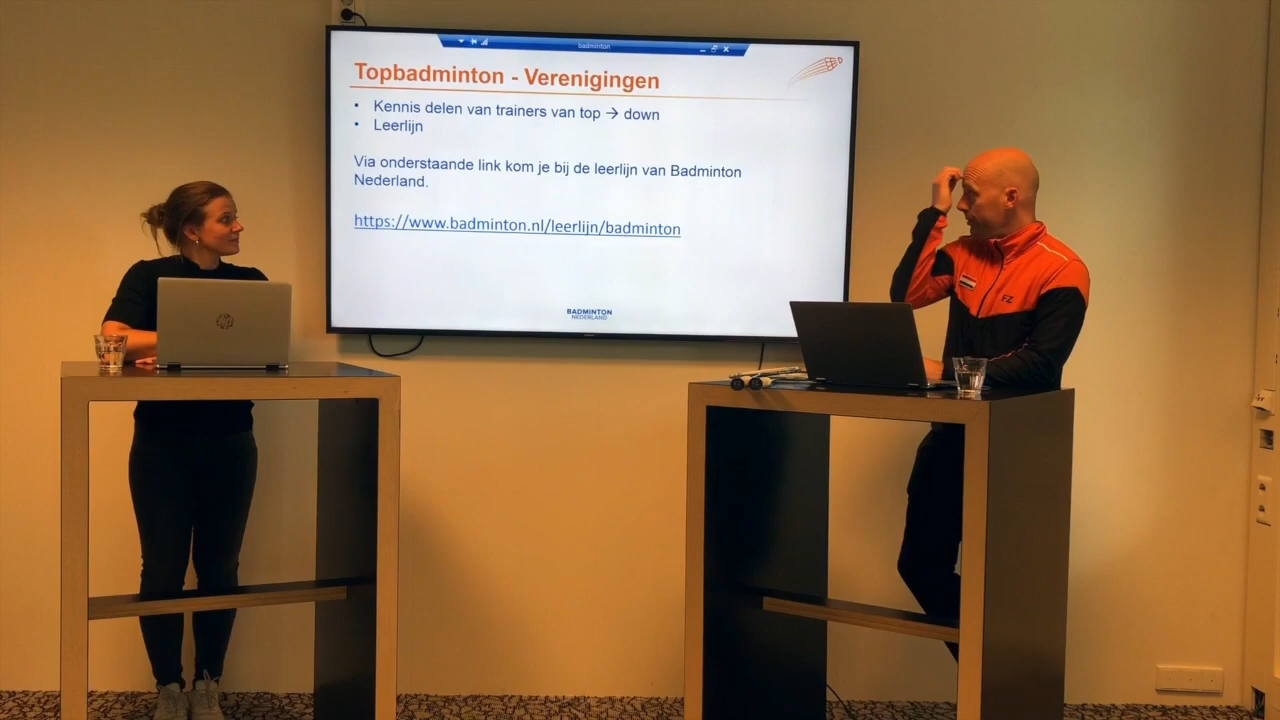 badminton
Topbadminton - Verenigingen
• Kennis delen van trainers van top → down
• Leerlijn
Via onderstaande link kom je bij de leerlijn van Badminton
Nederland.
https://www.badminton.nl/leerlijn/badminton
BADMINTON
NEDERLAND
FZ